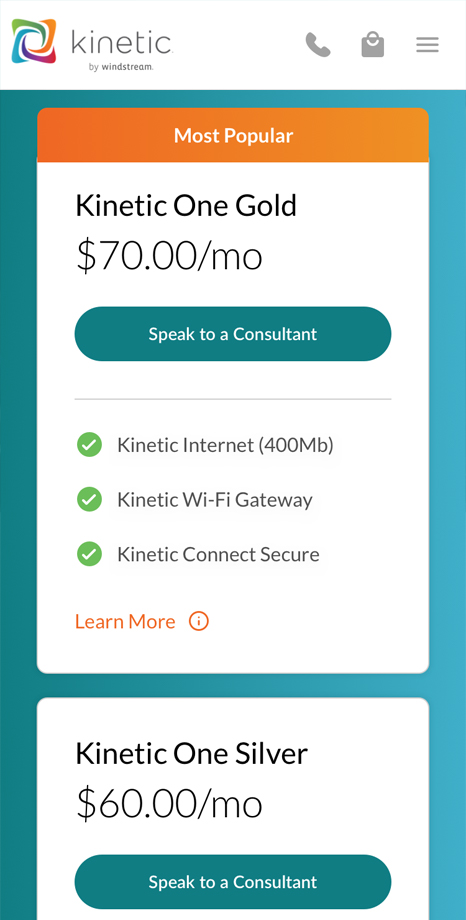 kinetic
by windstream.
Most Popular
Kinetic One Gold
$70.00/mo
Speak to a Consultant
Kinetic Internet (400Mb)
Kinetic Wi-Fi Gateway
Kinetic Connect Secure
Learn More
Kinetic One Silver
$60.00/mo
Speak to a Consultant